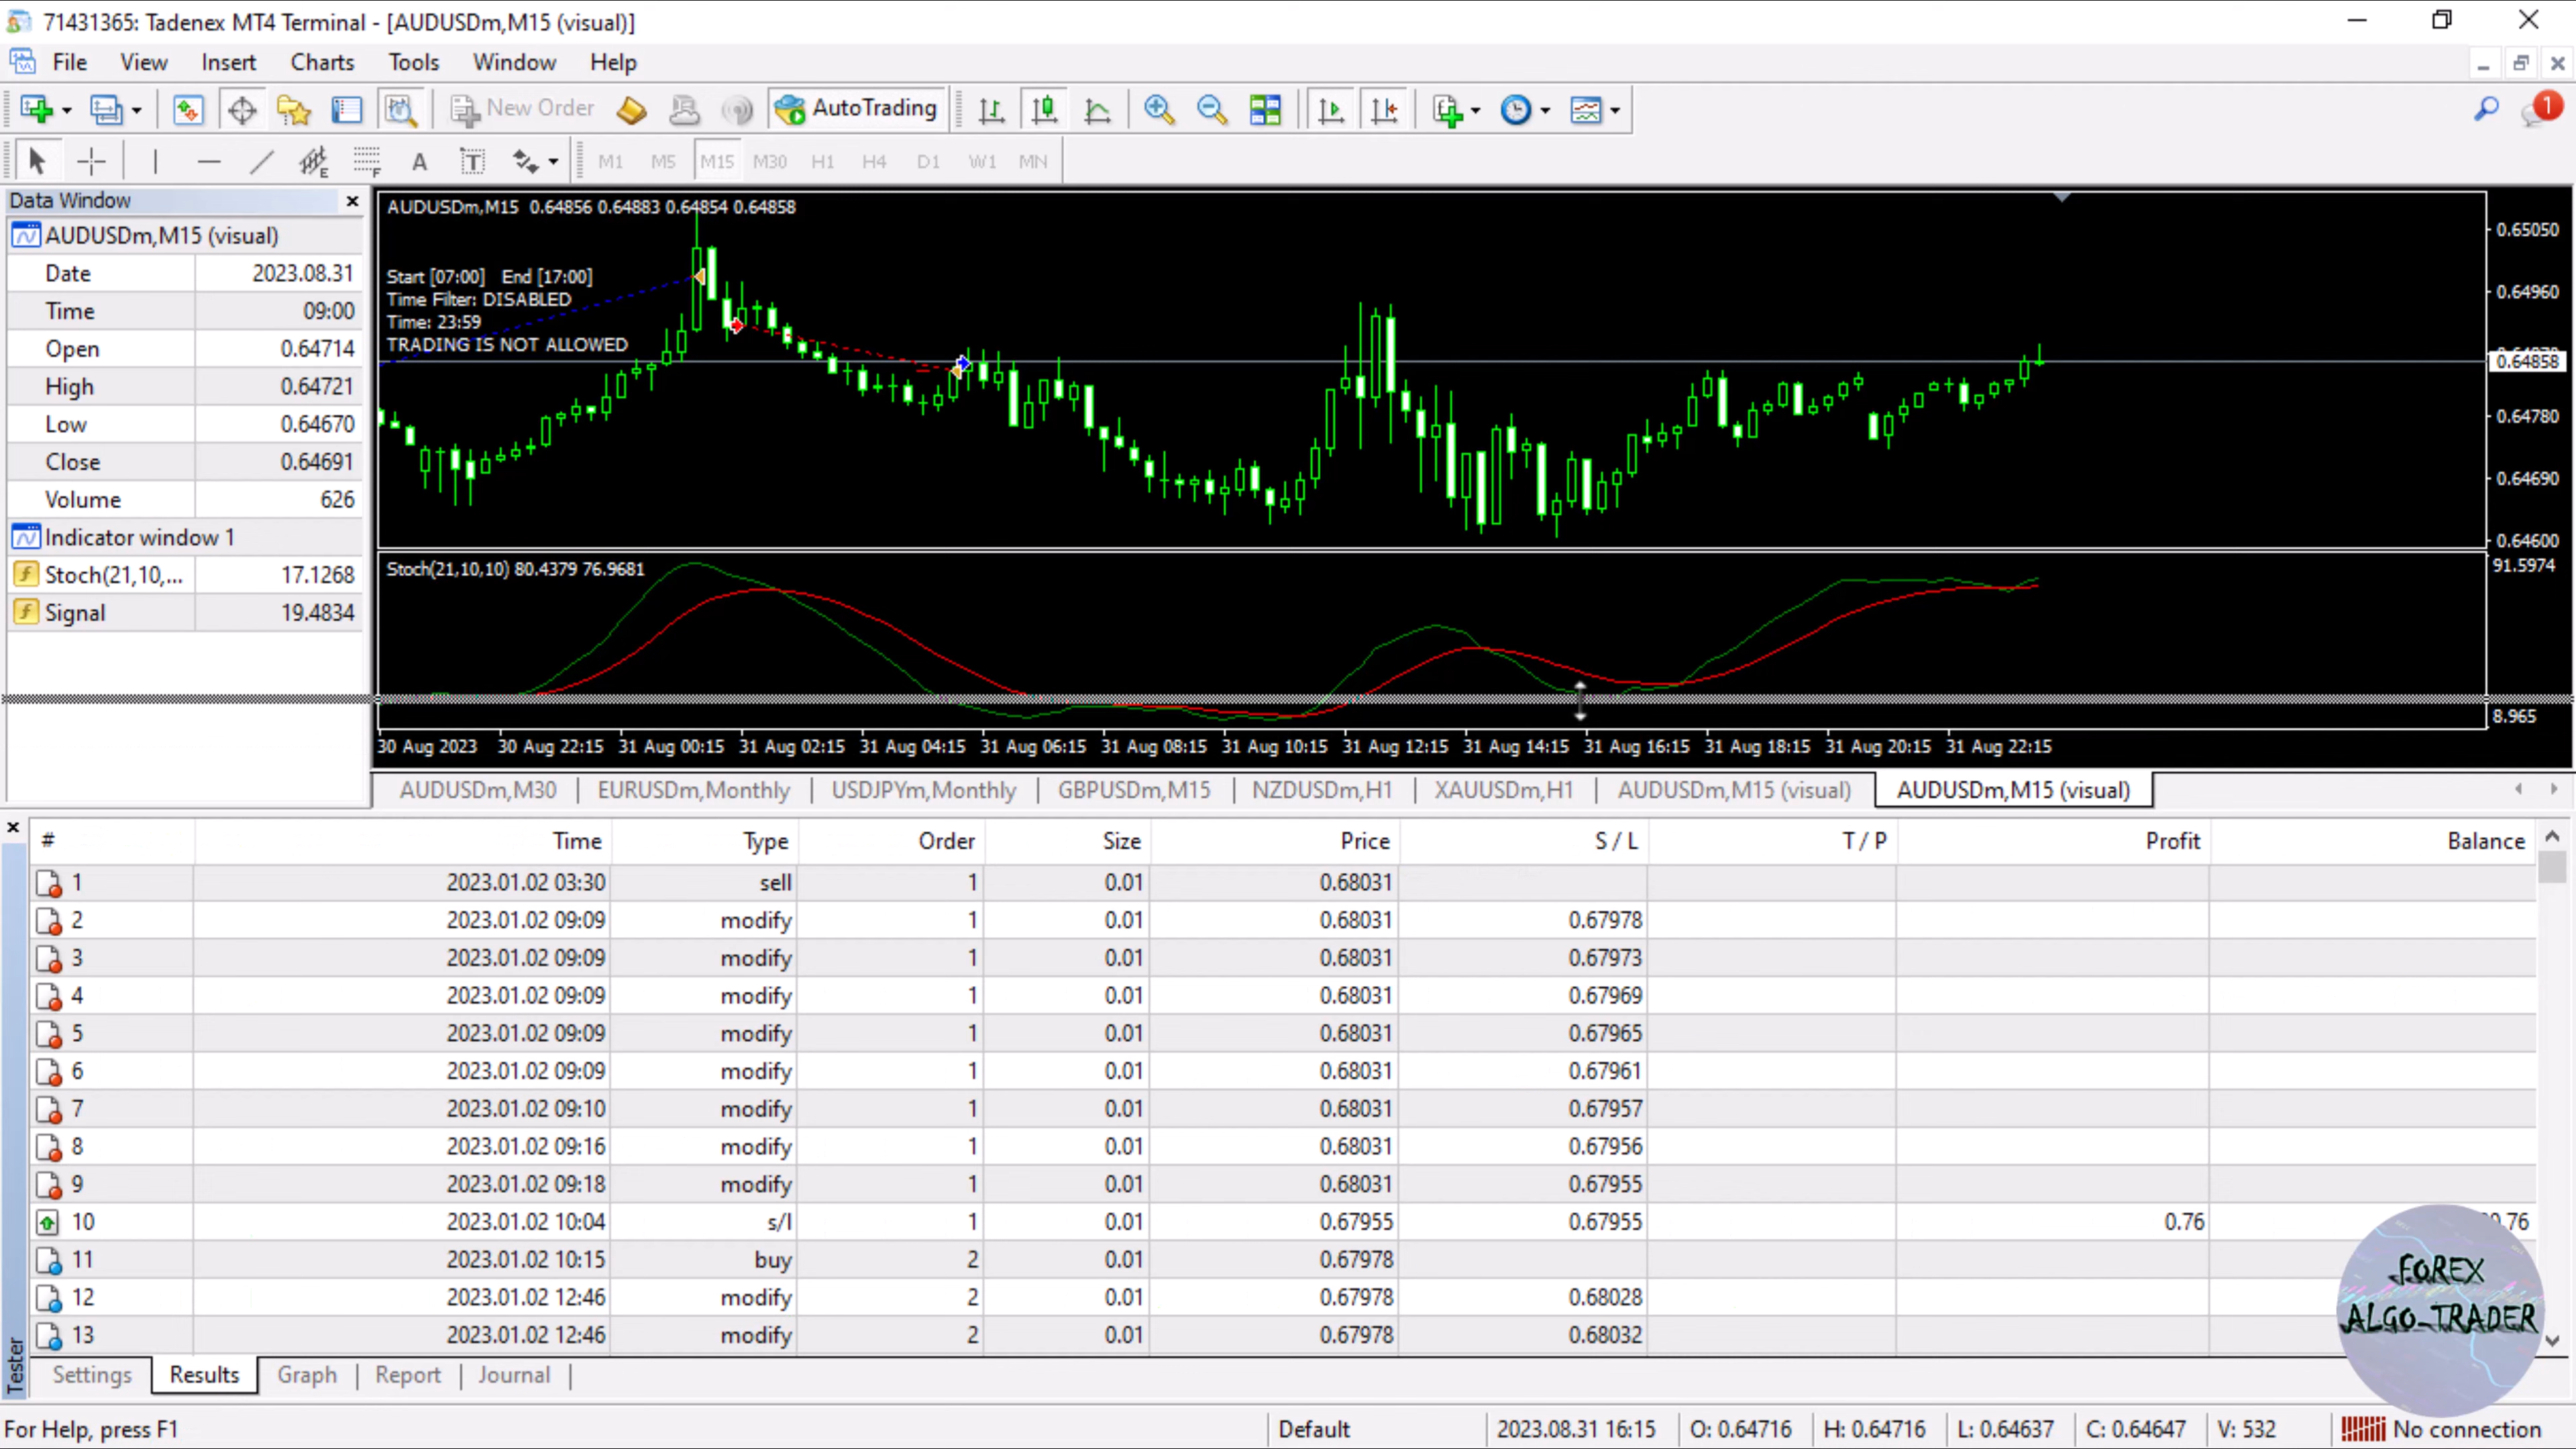 71431365: Tadenex MT4 Terminal - [AUDUSDm,M15 (visual)]
File View Insert Charts Tools Window Help
New Order AutoTrading 1
E F A T M1 M5 M15 M30 H1 H4 D1 W1 MN
Data Window
AUDUSDm,M15 (visual)
Date 2023.08.31
Time 09:00
Open 0.64714
High 0.64721
Low 0.64670
Close 0.64691
Volume 626
Indicator window 1
Stoch(21,10,... 17.1268
Signal 19.4834
AUDUSDm,M15 0.64856 0.64883 0.64854 0.64858
Start [07:00] End [17:00]
Time Filter: DISABLED
Time: 23:59
TRADING IS NOT ALLOWED
0.65050
0.64960
0.64858
0.64780
0.64690
0.64600
Stoch(21,10,10) 80.4379 76.9681
91.5974
8.965
30 Aug 2023 30 Aug 22:15 31 Aug 00:15 31 Aug 02:15 31 Aug 04:15 31 Aug 06:15 31 Aug 08:15 31 Aug 10:15 31 Aug 12:15 31 Aug 14:15 31 Aug 16:15 31 Aug 18:15 31 Aug 20:15 31 Aug 22:15
AUDUSDm,M30 EURUSDm,Monthly USDJPYm,Monthly GBPUSDm,M15 NZDUSDm,H1 XAUUSDm,H1 AUDUSDm,M15 (visual) AUDUSDm,M15 (visual)
# Time Type Order Size Price S / L T / P Profit Balance
1 2023.01.02 03:30 sell 1 0.01 0.68031
2 2023.01.02 09:09 modify 1 0.01 0.68031 0.67978
3 2023.01.02 09:09 modify 1 0.01 0.68031 0.67973
4 2023.01.02 09:09 modify 1 0.01 0.68031 0.67969
5 2023.01.02 09:09 modify 1 0.01 0.68031 0.67965
6 2023.01.02 09:09 modify 1 0.01 0.68031 0.67961
7 2023.01.02 09:10 modify 1 0.01 0.68031 0.67957
8 2023.01.02 09:16 modify 1 0.01 0.68031 0.67956
9 2023.01.02 09:18 modify 1 0.01 0.68031 0.67955
10 2023.01.02 10:04 s/l 1 0.01 0.67955 0.67955 0.76
11 2023.01.02 10:15 buy 2 0.01 0.67978
12 2023.01.02 12:46 modify 2 0.01 0.67978 0.68028
13 2023.01.02 12:46 modify 2 0.01 0.67978 0.68032
FOREX
ALGO_TRADER
Tester
Settings Results Graph Report Journal
For Help, press F1 Default 2023.08.31 16:15 O: 0.64716 H: 0.64716 L: 0.64637 C: 0.64647 V: 532 No connection